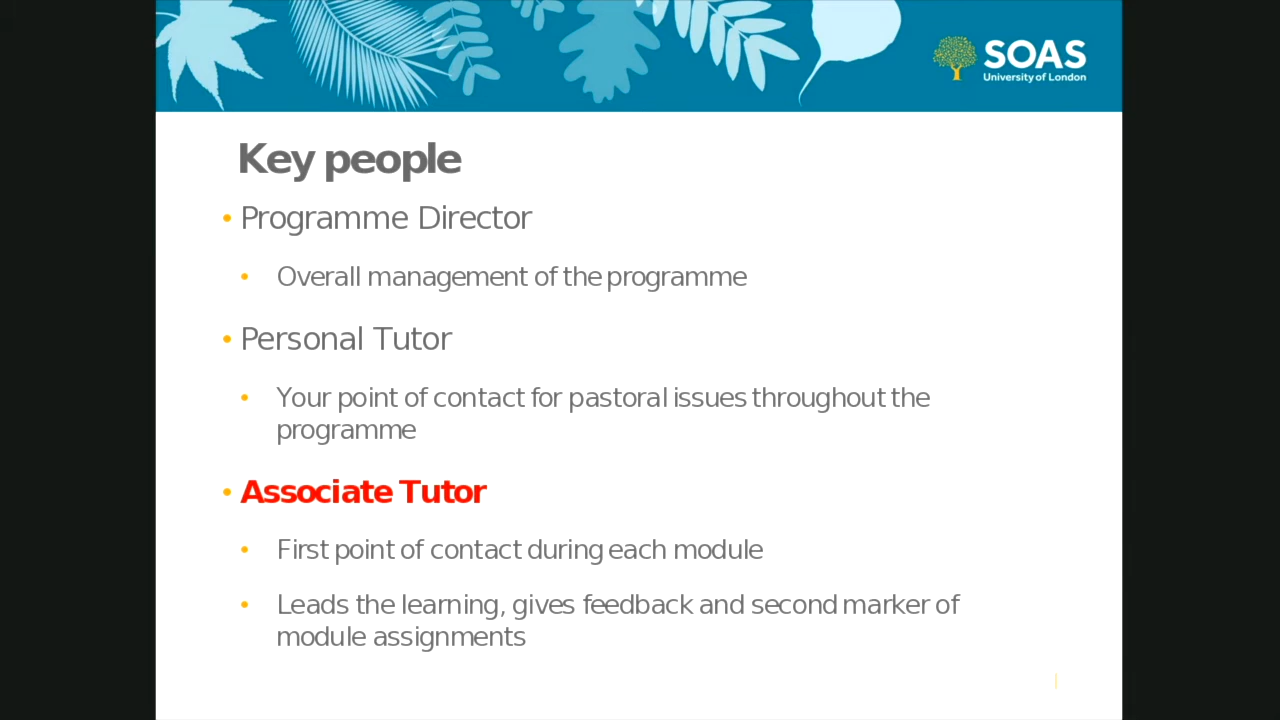 SOAS
University of London
Key people
• Programme Director
• Overall management of the programme
• Personal Tutor
• Your point of contact for pastoral issues throughout the
programme
• Associate Tutor
• First point of contact during each module
• Leads the learning, gives feedback and second marker of
module assignments